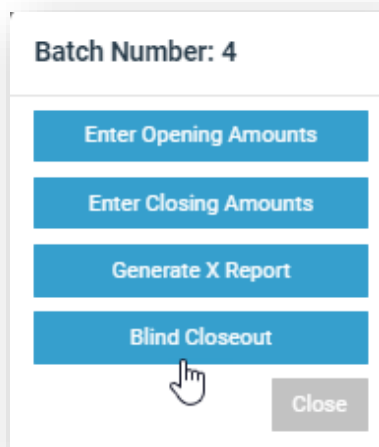 Batch Number: 4
Enter Opening Amounts
Enter Closing Amounts
Generate X Report
Blind Closeout
Close